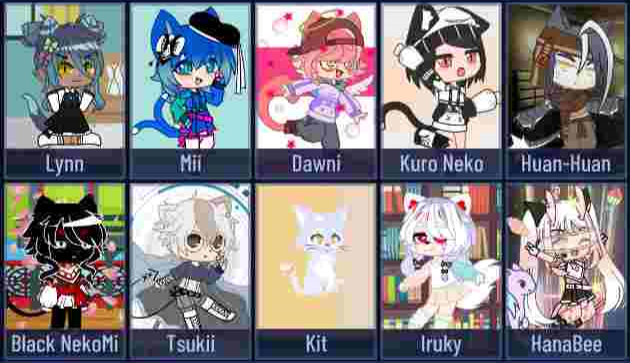 Lynn
Mii
Dawni
Kuro Neko
Huan-Huan
Black NekoMi
Tsukii
Kit
Iruky
HanaBee